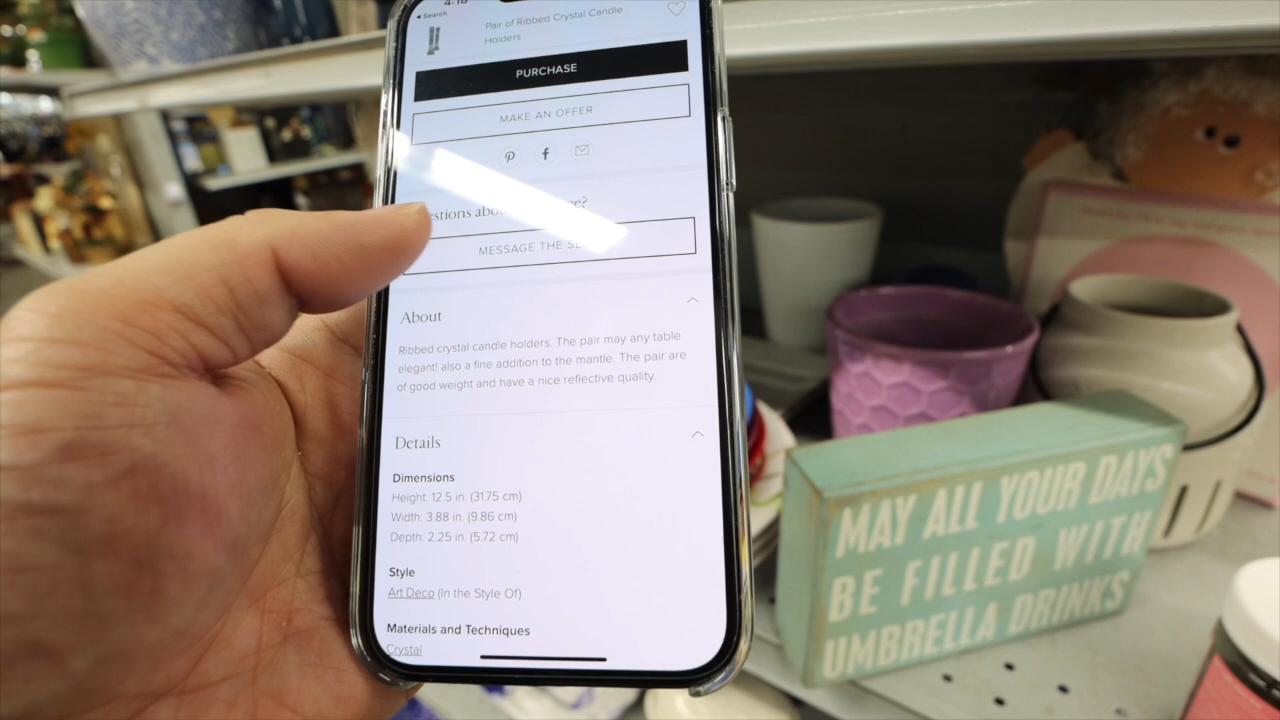 Search
4:18
Pair of Ribbed Crystal Candle
Holders
PURCHASE
MAKE AN OFFER
MESSAGE THE
About
Ribbed crystal candle holders. The pair may any table
elegant! also a fine addition to the mantle. The pair are
of good weight and have a nice reflective quality.
Details
Dimensions
Height: 12.5 in. (31.75 cm)
Width: 3.88 in. (9.86 cm)
Depth: 2.25 in. (5.72 cm)
Style
Art Deco (In the Style Of)
Materials and Techniques
Crystal
MAY ALL YOUR DAYS
BE FILLED WITH
UMBRELLA DRINKS